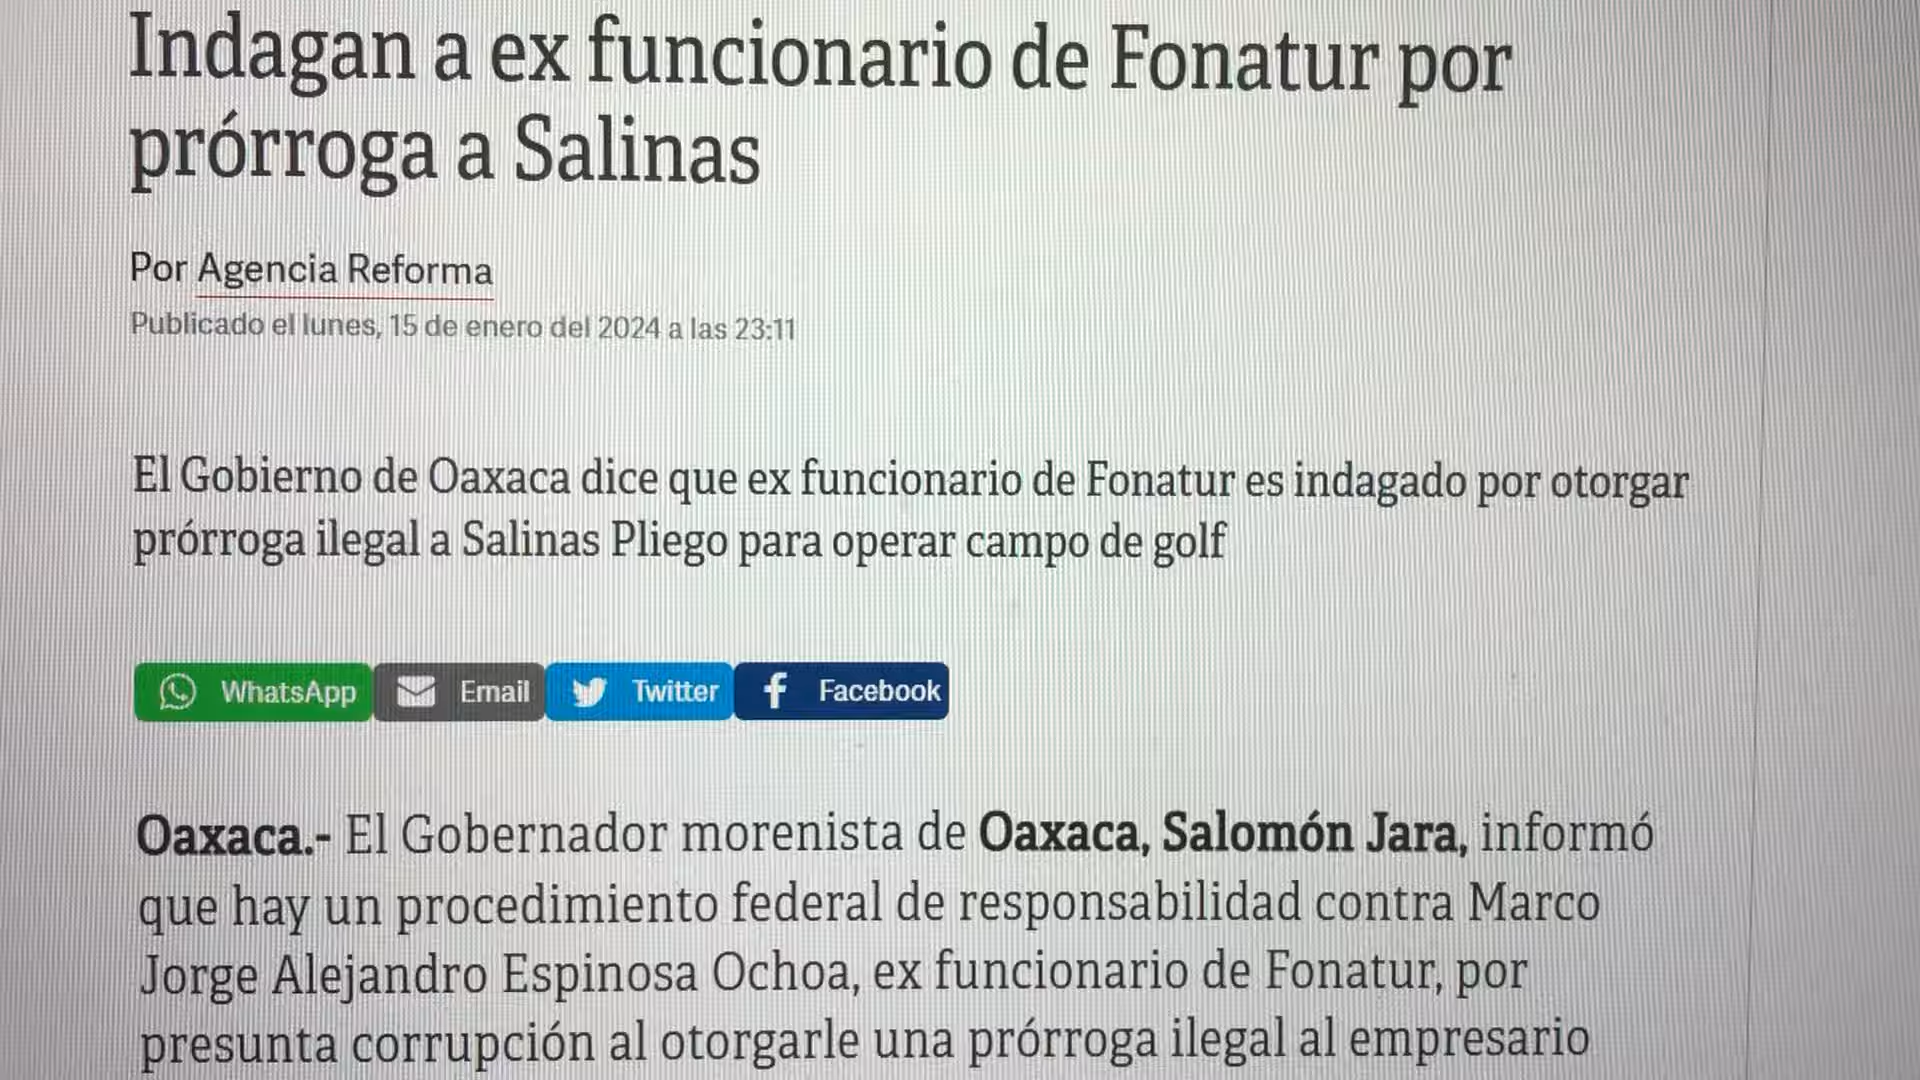 Indagan a ex funcionario de Fonatur por
prórroga a Salinas
Por Agencia Reforma
Publicado el lunes, 15 de enero del 2024 a las 23:11
El Gobierno de Oaxaca dice que ex funcionario de Fonatur es indagado por otorgar
prórroga ilegal a Salinas Pliego para operar campo de golf
WhatsApp Email Twitter Facebook
Oaxaca.- El Gobernador morenista de Oaxaca, Salomón Jara, informó
que hay un procedimiento federal de responsabilidad contra Marco
Jorge Alejandro Espinosa Ochoa, ex funcionario de Fonatur, por
presunta corrupción al otorgarle una prórroga ilegal al empresario